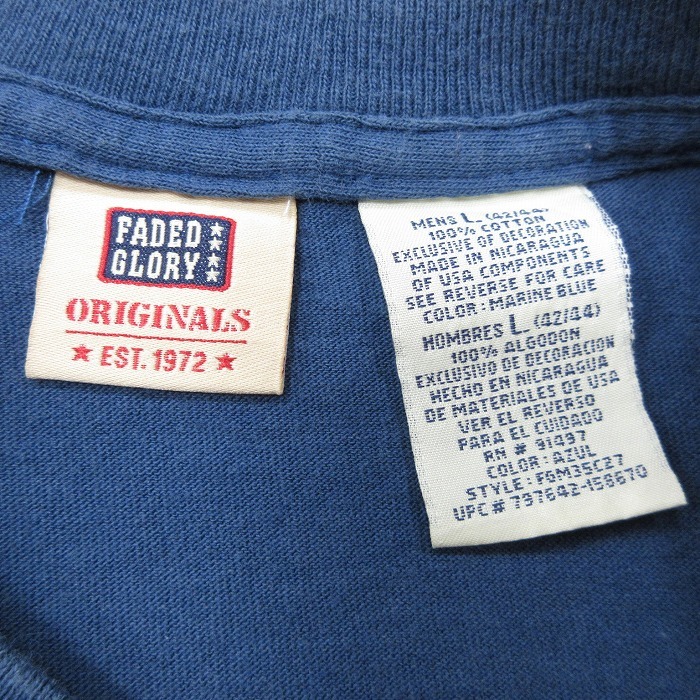 FADED
GLORY
ORIGINALS
★ EST. 1972 ★
MENS L (42/44)
100% COTTON
EXCLUSIVE OF DECORATION
MADE IN NICARAGUA
OF USA COMPONENTS
SEE REVERSE FOR CARE
COLOR: MARINE BLUE
HOMBRES L (42/44)
100% ALGODON
EXCLUSIVO DE DECORACION
HECHO EN NICARAGUA
DE MATERIALES DE USA
VER EL REVERSO
PARA EL CUIDADO
RN # 31497
COLOR: AZUL
STYLE: FGM35C27
UPC # 797642-158670